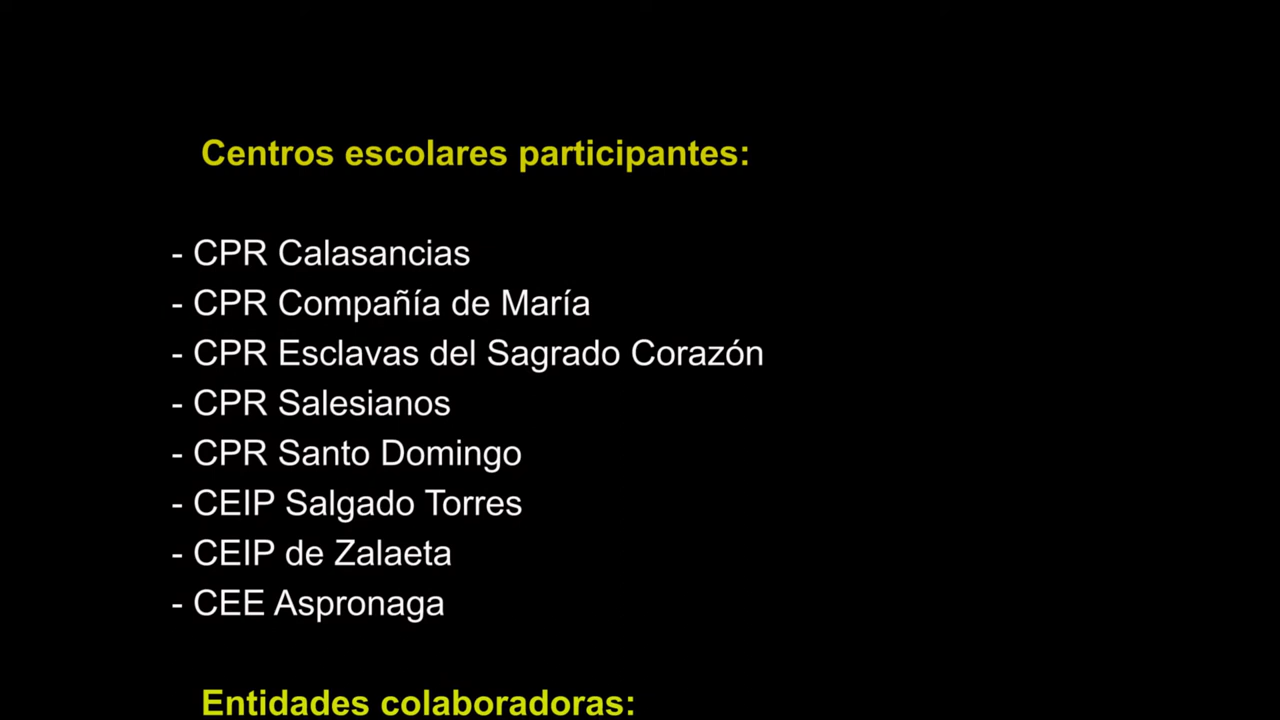 Centros escolares participantes:
- CPR Calasancias
- CPR Compañía de María
- CPR Esclavas del Sagrado Corazón
- CPR Salesianos
- CPR Santo Domingo
- CEIP Salgado Torres
- CEIP de Zalaeta
- CEE Aspronaga
Entidades colaboradoras: